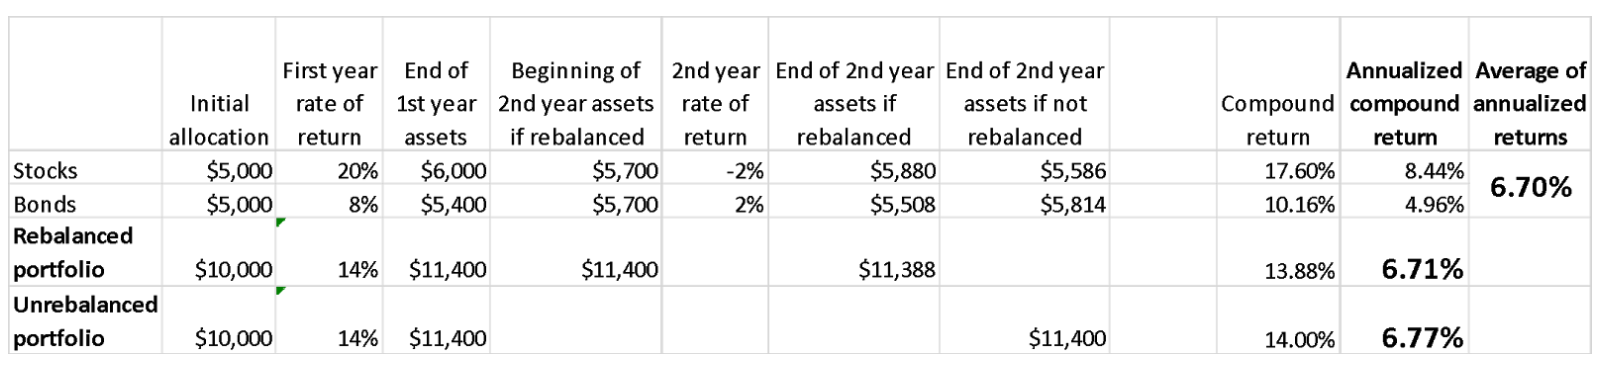 First year End of Beginning of 2nd year End of 2nd year End of 2nd year Annualized Average of
Initial rate of 1st year 2nd year assets rate of assets if assets if not Compound compound annualized
allocation return assets if rebalanced return rebalanced rebalanced return return returns
Stocks $5,000 20% $6,000 $5,700 -2% $5,880 $5,586 17.60% 8.44%
6.70%
Bonds $5,000 8% $5,400 $5,700 2% $5,508 $5,814 10.16% 4.96%
Rebalanced
portfolio $10,000 14% $11,400 $11,400 $11,388 13.88% 6.71%
Unrebalanced
portfolio $10,000 14% $11,400 $11,400 14.00% 6.77%